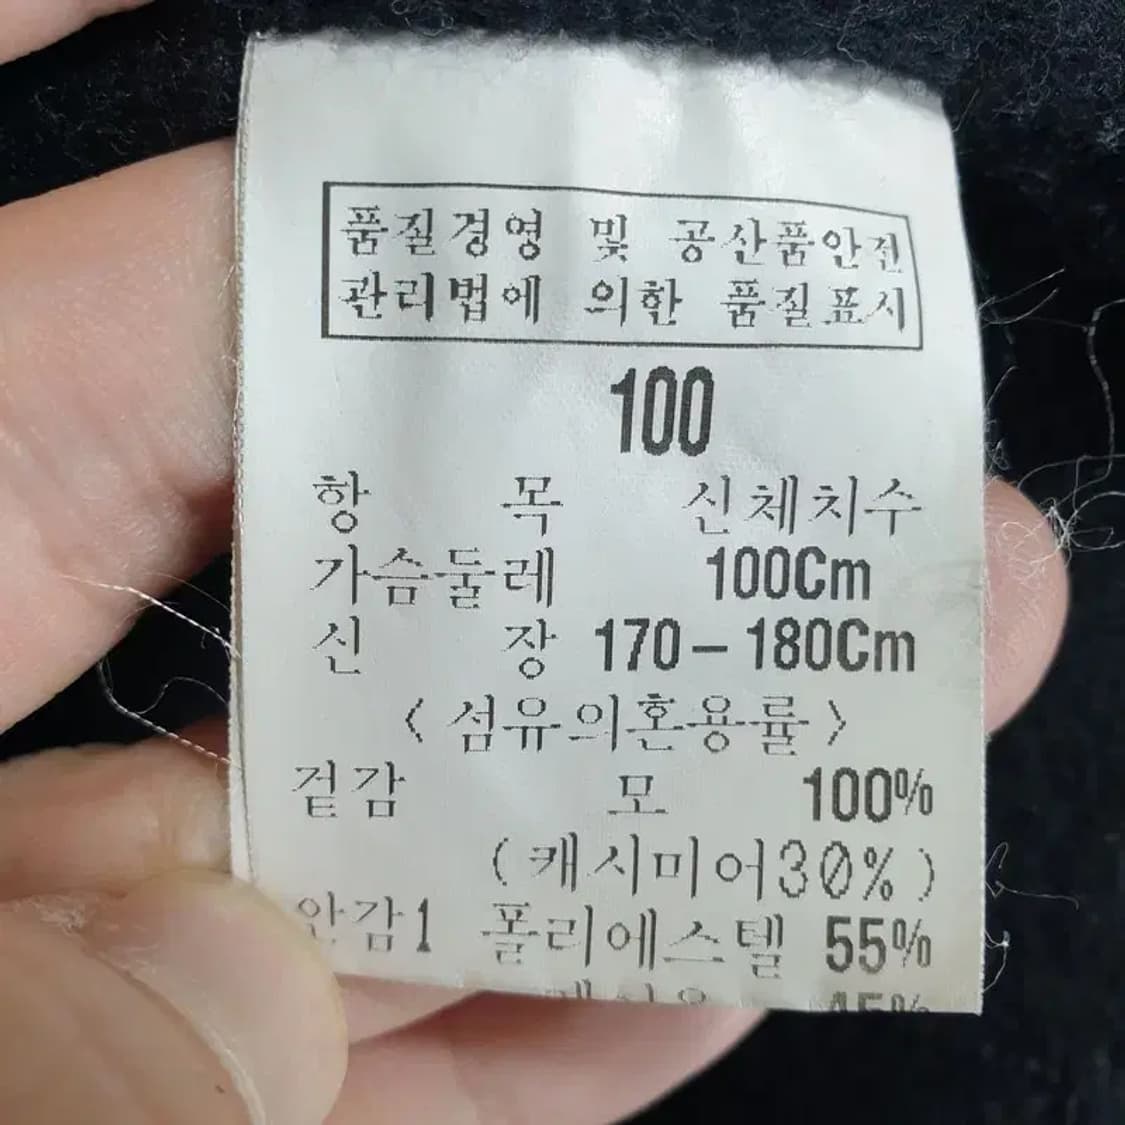 품질경영 및 공산품안전
관리법에 의한 품질표시
100
항 목 신체치수
가슴둘레 100Cm
신 장 170-180Cm
<섬유의혼용률>
겉감 모 100%
(캐시미어30%)
안감1 폴리에스텔 55%
45%